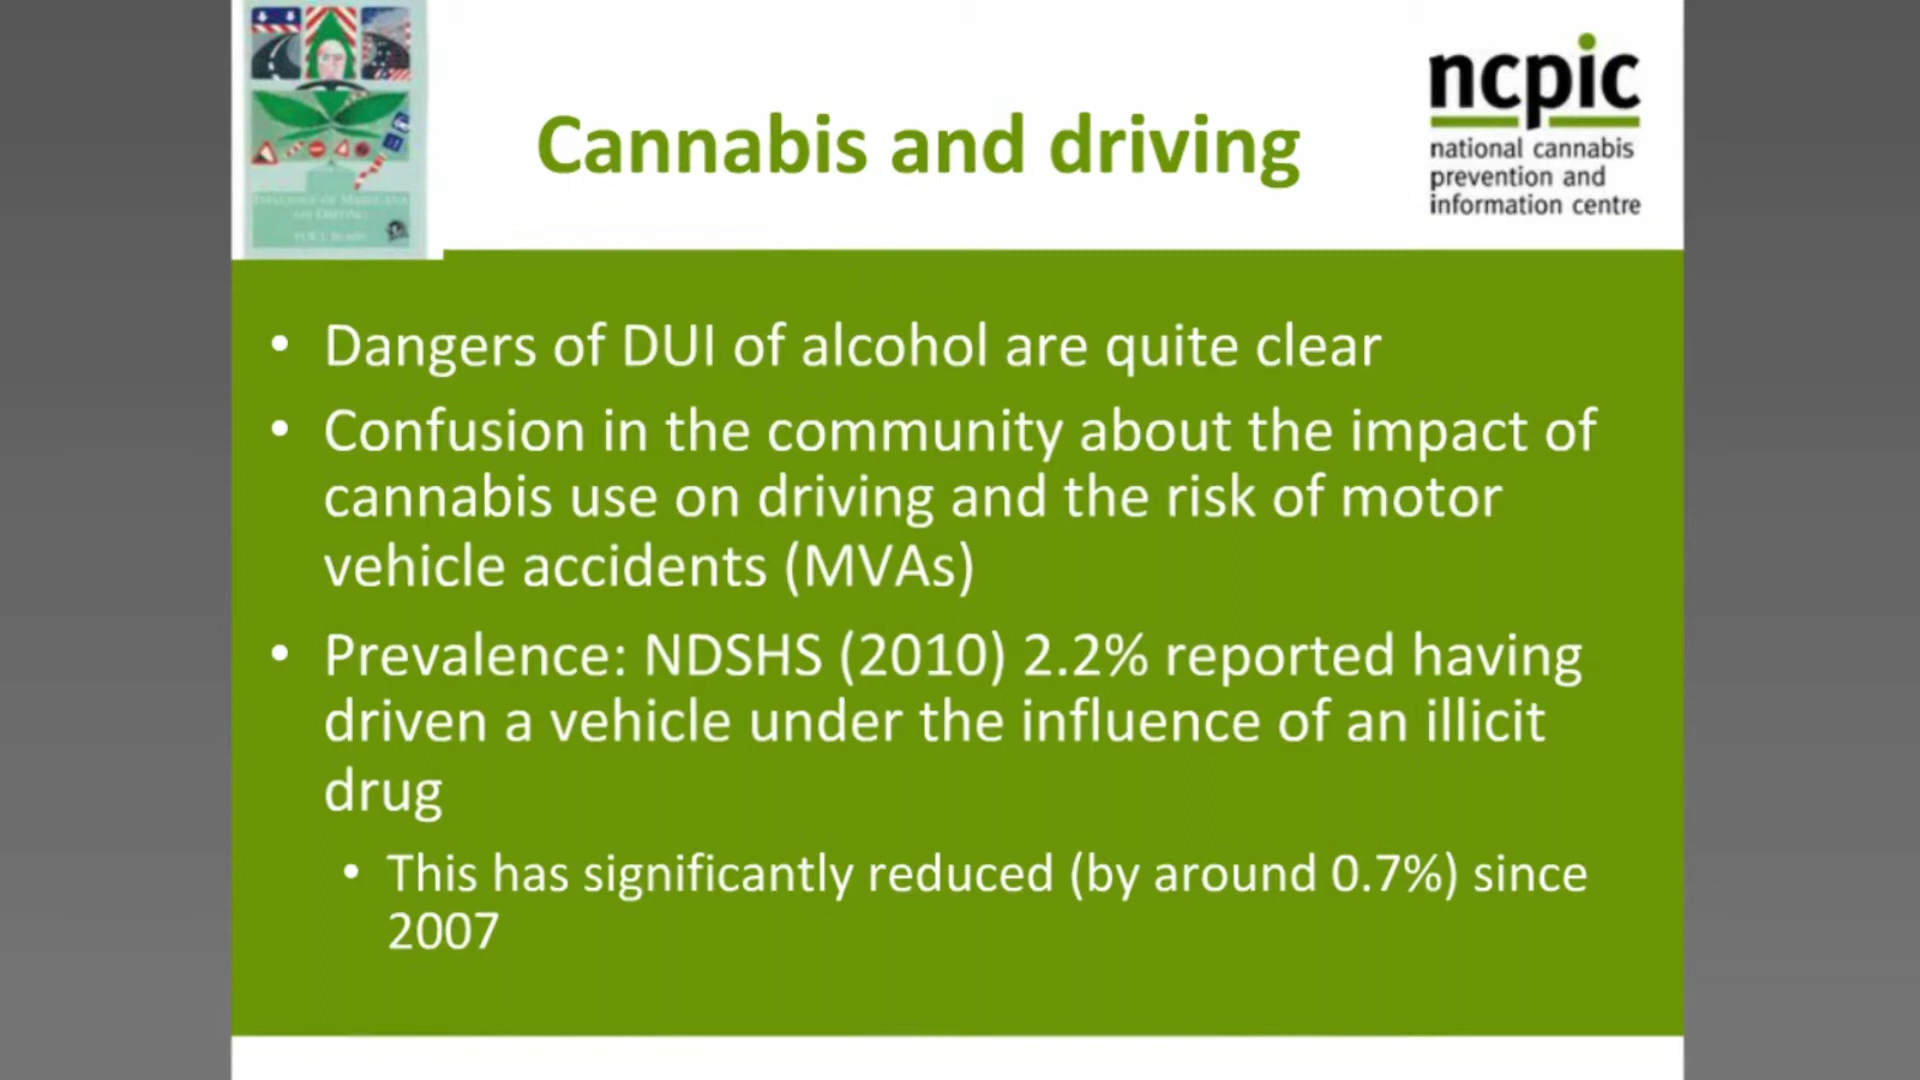 Cannabis and driving
ncpic
national cannabis
prevention and
information centre
• Dangers of DUI of alcohol are quite clear
• Confusion in the community about the impact of
cannabis use on driving and the risk of motor
vehicle accidents (MVAs)
• Prevalence: NDSHS (2010) 2.2% reported having
driven a vehicle under the influence of an illicit
drug
• This has significantly reduced (by around 0.7%) since
2007